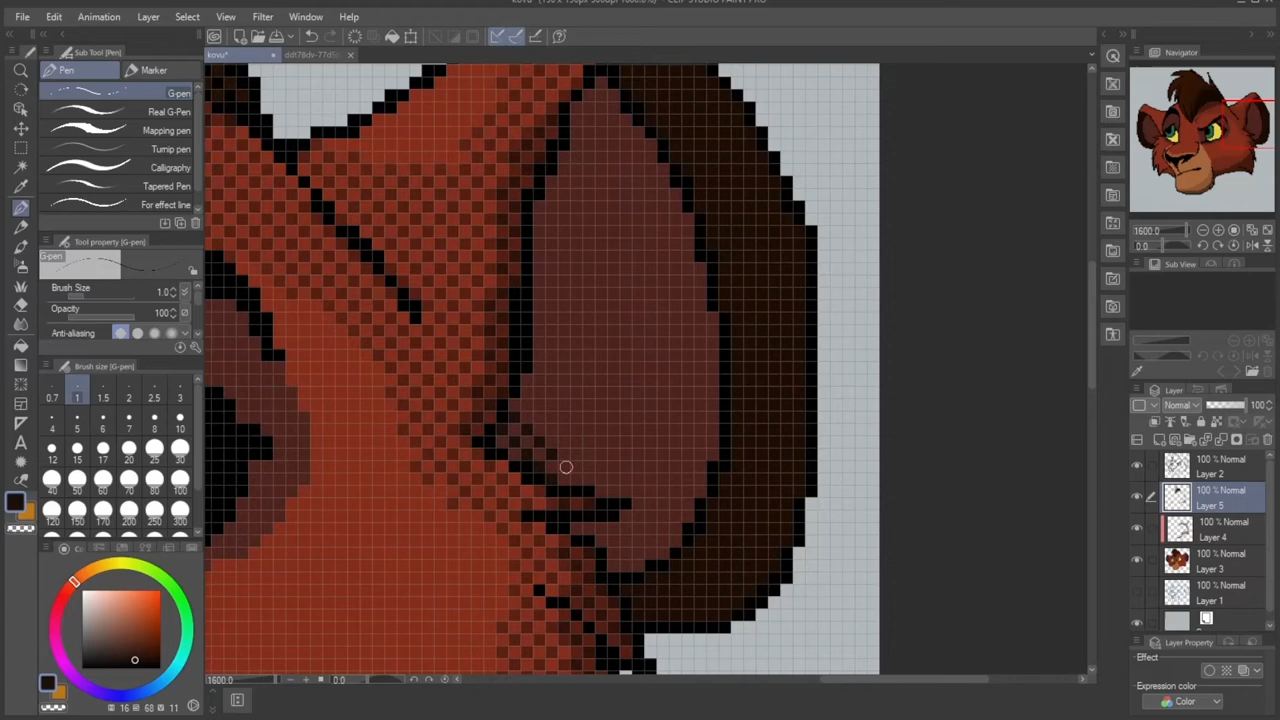 File Edit Animation Layer Select View Filter Window Help
kovu*
Sub Tool [Pen]
Pen
Marker
G-pen
Real G-Pen
Mapping pen
Turnip pen
Calligraphy
Tapered Pen
For effect line
Tool property [G-pen]
G-pen
Brush Size 1.0
Opacity 100
Anti-aliasing
Brush size [G-pen]
0.7 1 1.5 2 2.5 3
4 5 6 7 8 10
12 15 20 25 30
40 50 60 70 80 100
120 150 170 200 250 300
16 68 11
1600.0 0.0
Navigator
1600.0
0.0
Sub View
Layer
Normal 100
100 % Normal
Layer 2
100 % Normal
Layer 5
100 % Normal
Layer 4
100 % Normal
Layer 3
100 % Normal
Layer 1
Layer Property
Effect
Expression color
Color